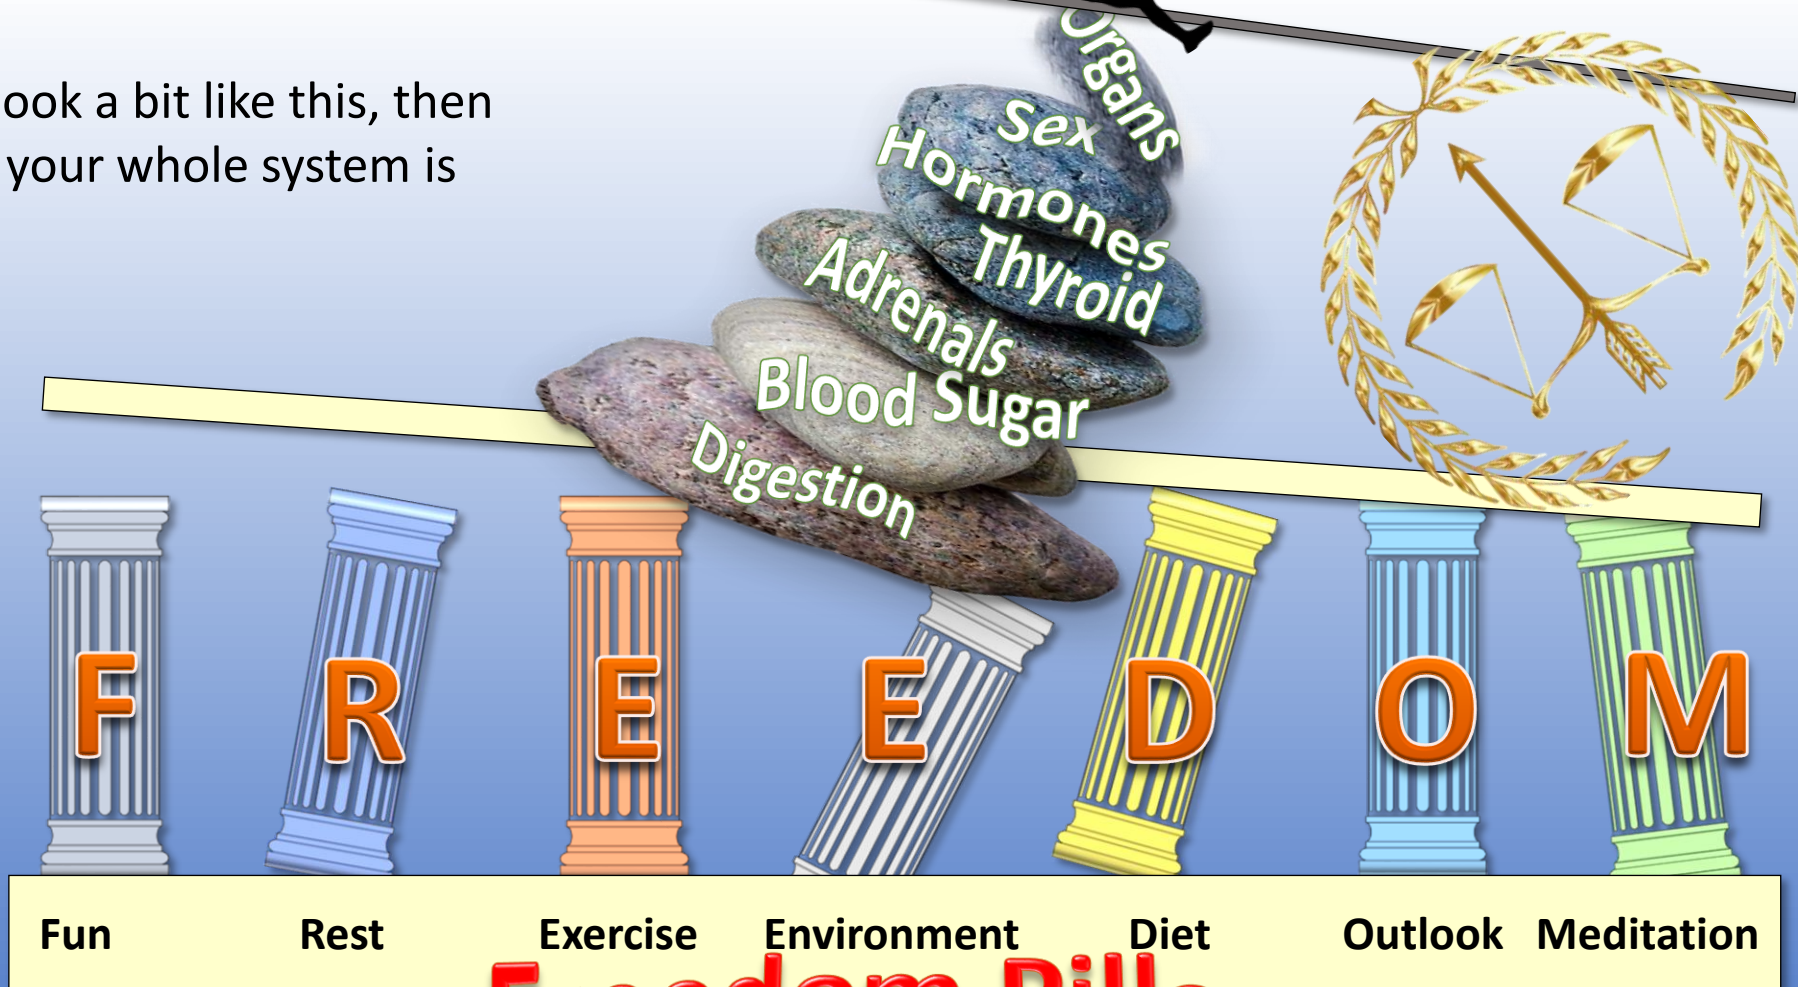 ook a bit like this, then
your whole system is
Organs
Sex
Hormones
Thyroid
Adrenals
Blood Sugar
Digestion
F R E E D O M
Fun Rest Exercise Environment Diet Outlook Meditation